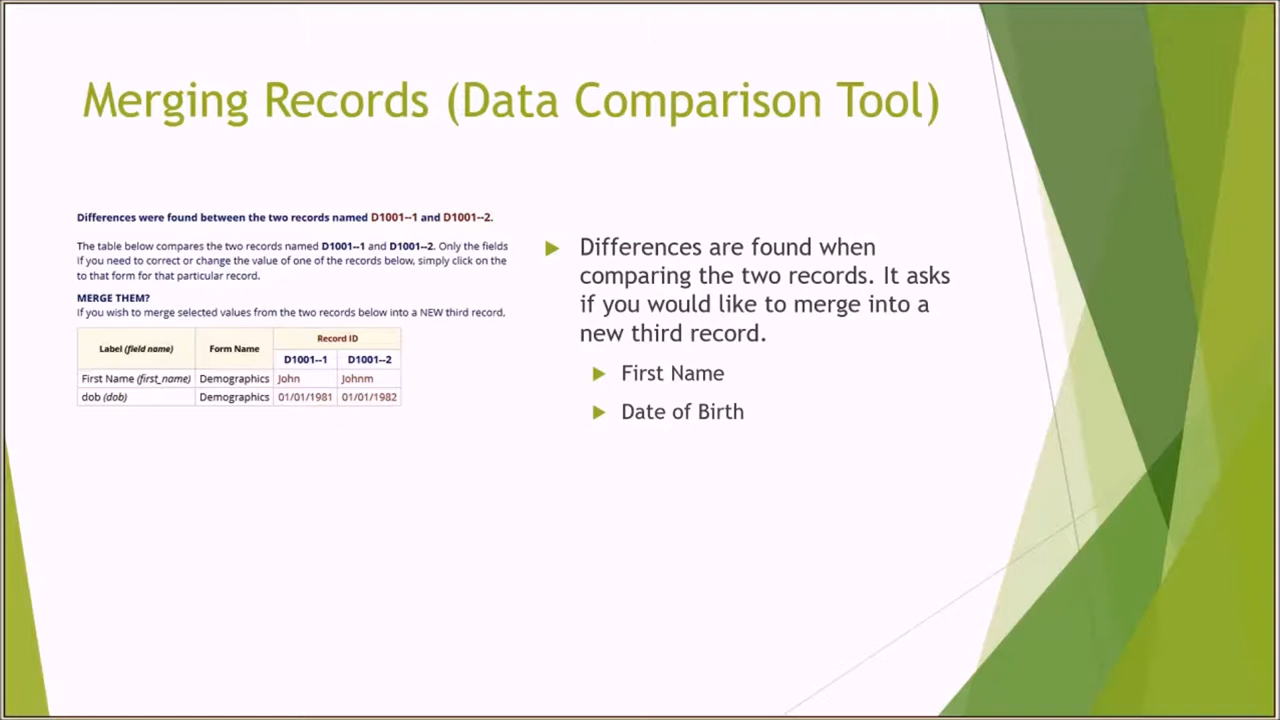 Merging Records (Data Comparison Tool)
Differences were found between the two records named D1001--1 and D1001--2.
The table below compares the two records named D1001--1 and D1001--2. Only the fields
If you need to correct or change the value of one of the records below, simply click on the
to that form for that particular record.
MERGE THEM?
If you wish to merge selected values from the two records below into a NEW third record,
Label (field name) Form Name Record ID
D1001--1 D1001--2
First Name (first_name) Demographics John Johnm
dob (dob) Demographics 01/01/1981 01/01/1982
Differences are found when
comparing the two records. It asks
if you would like to merge into a
new third record.
First Name
Date of Birth